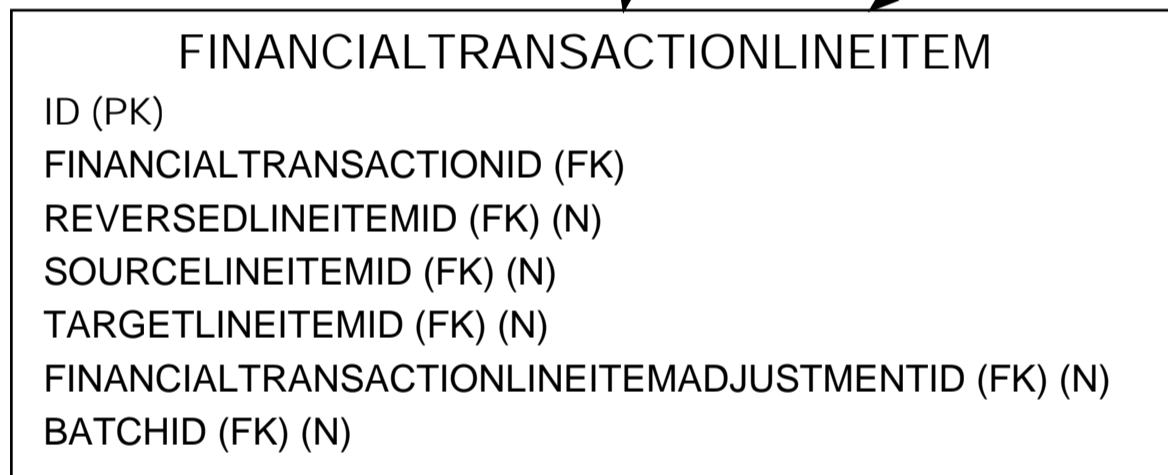 FINANCIALTRANSACTIONLINEITEM
ID (PK)
FINANCIALTRANSACTIONID (FK)
REVERSEDLINEITEMID (FK) (N)
SOURCELINEITEMID (FK) (N)
TARGETLINEITEMID (FK) (N)
FINANCIALTRANSACTIONLINEITEMADJUSTMENTID (FK) (N)
BATCHID (FK) (N)